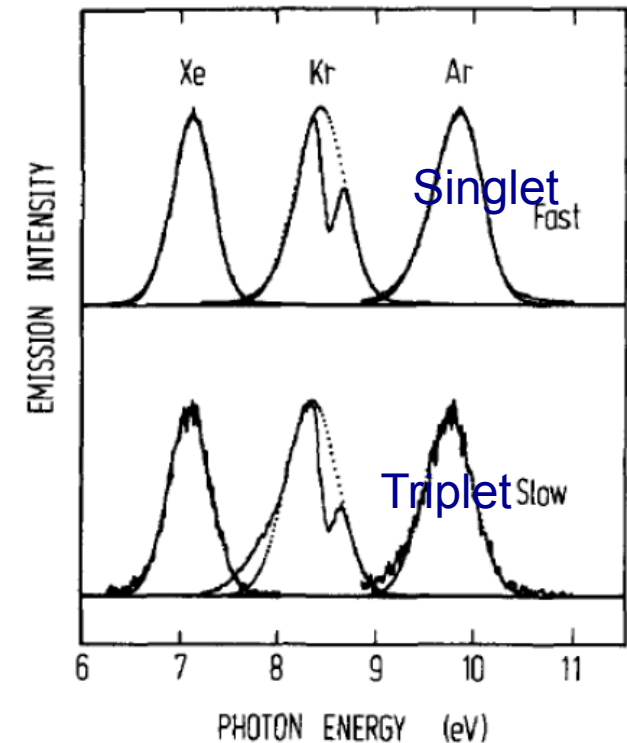 Xe Kr Ar
Singlet
Fast
EMISSION INTENSITY
Triplet Slow
6 7 8 9 10 11
PHOTON ENERGY (eV)